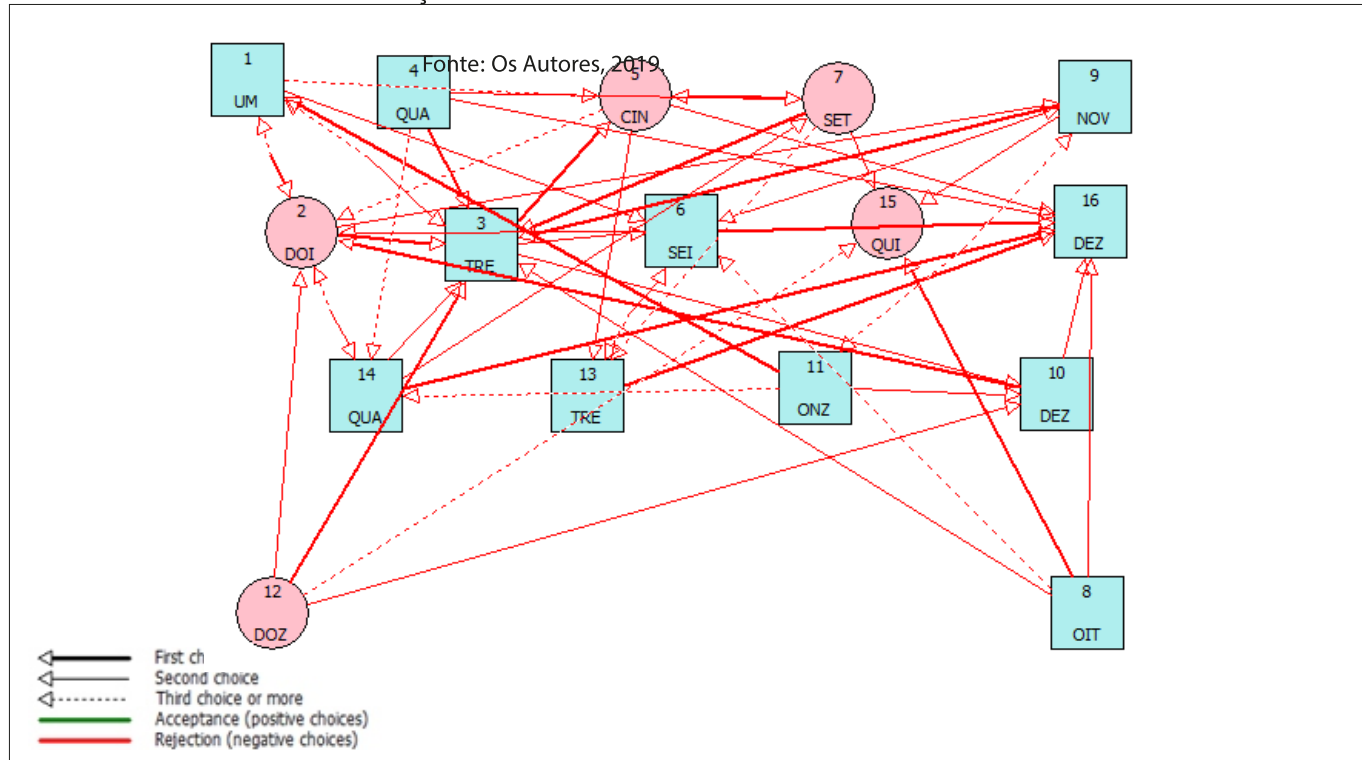 1
UM
4
QUA
Fonte: Os Autores, 2019.
5
CIN
7
SET
9
NOV
2
DOI
3
TRE
6
SEI
15
QUI
16
DEZ
14
QUA
13
TRE
11
ONZ
10
DEZ
12
DOZ
8
OIT
First ch
Second choice
Third choice or more
Acceptance (positive choices)
Rejection (negative choices)